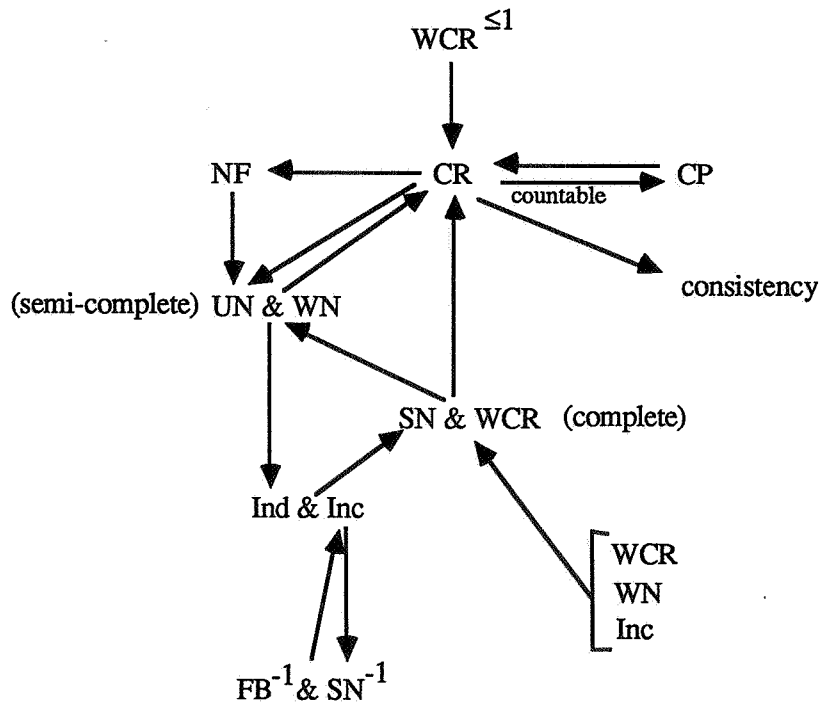 WCR ≤1
NF CR CP
countable
(semi-complete) UN & WN
consistency
SN & WCR (complete)
Ind & Inc
WCR
WN
Inc
FB⁻¹ & SN⁻¹